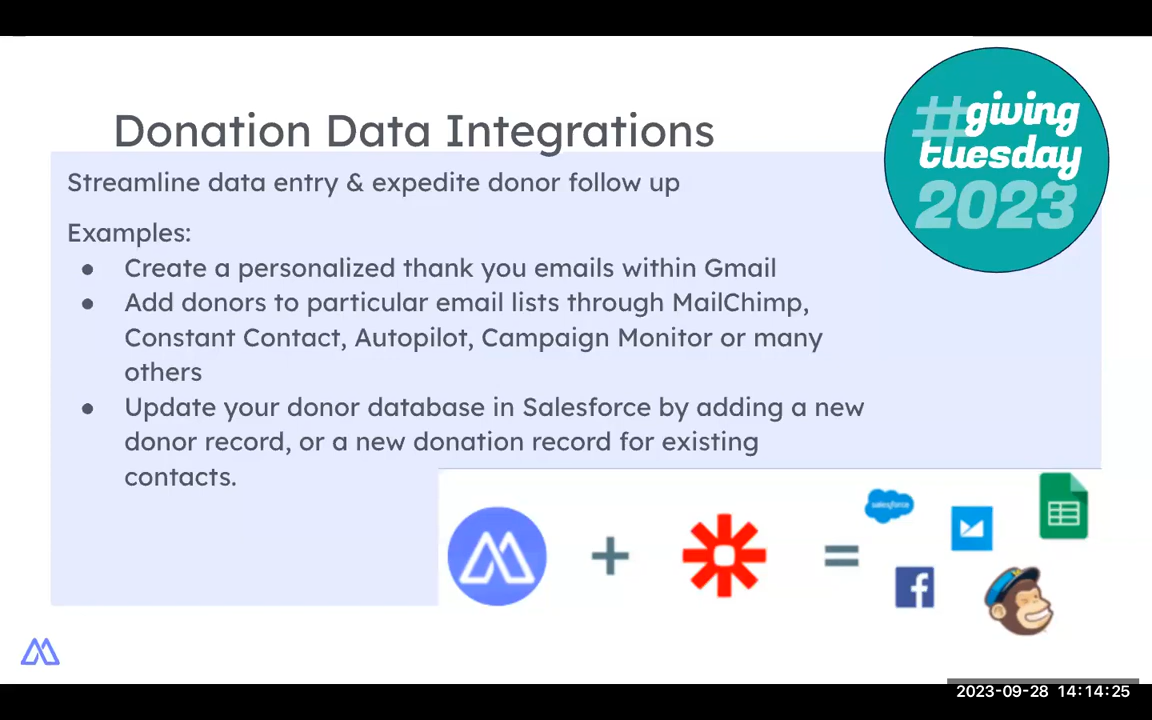 Donation Data Integrations
#giving
tuesday
2023
Streamline data entry & expedite donor follow up
Examples:
● Create a personalized thank you emails within Gmail
● Add donors to particular email lists through MailChimp,
Constant Contact, Autopilot, Campaign Monitor or many
others
● Update your donor database in Salesforce by adding a new
donor record, or a new donation record for existing
contacts.
+ =
salesforce
f
2023-09-28 14:14:25